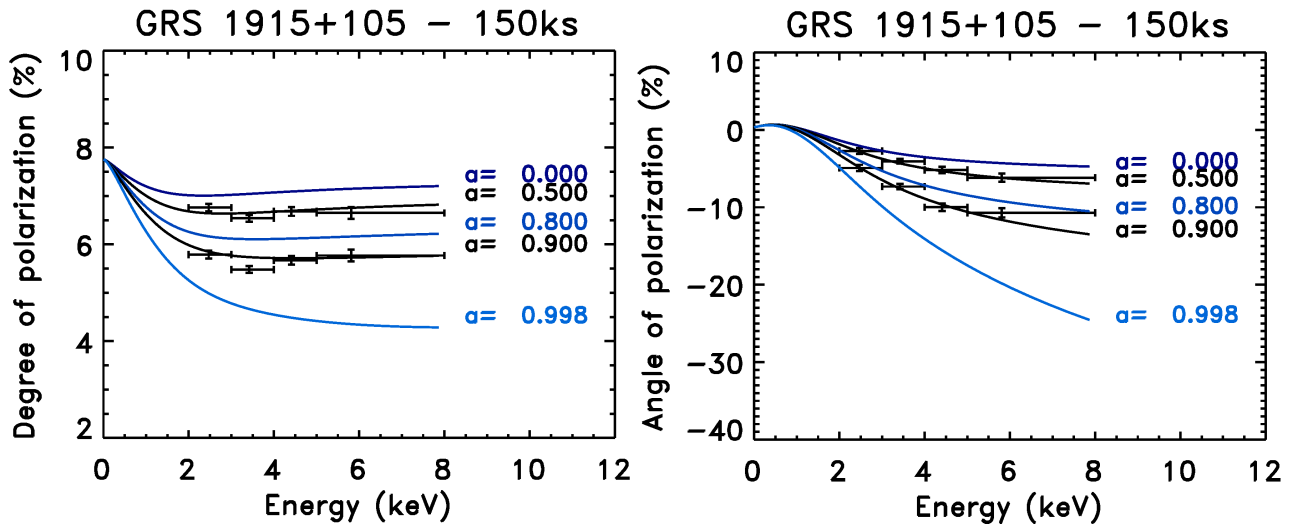 GRS 1915+105 - 150ks
Degree of polarization (%)
10
8
6
4
2
a= 0.000
a= 0.500
a= 0.800
a= 0.900
a= 0.998
0 2 4 6 8 10 12
Energy (keV)
GRS 1915+105 - 150ks
Angle of polarization (%)
10
0
-10
-20
-30
-40
a= 0.000
a= 0.500
a= 0.800
a= 0.900
a= 0.998
0 2 4 6 8 10 12
Energy (keV)